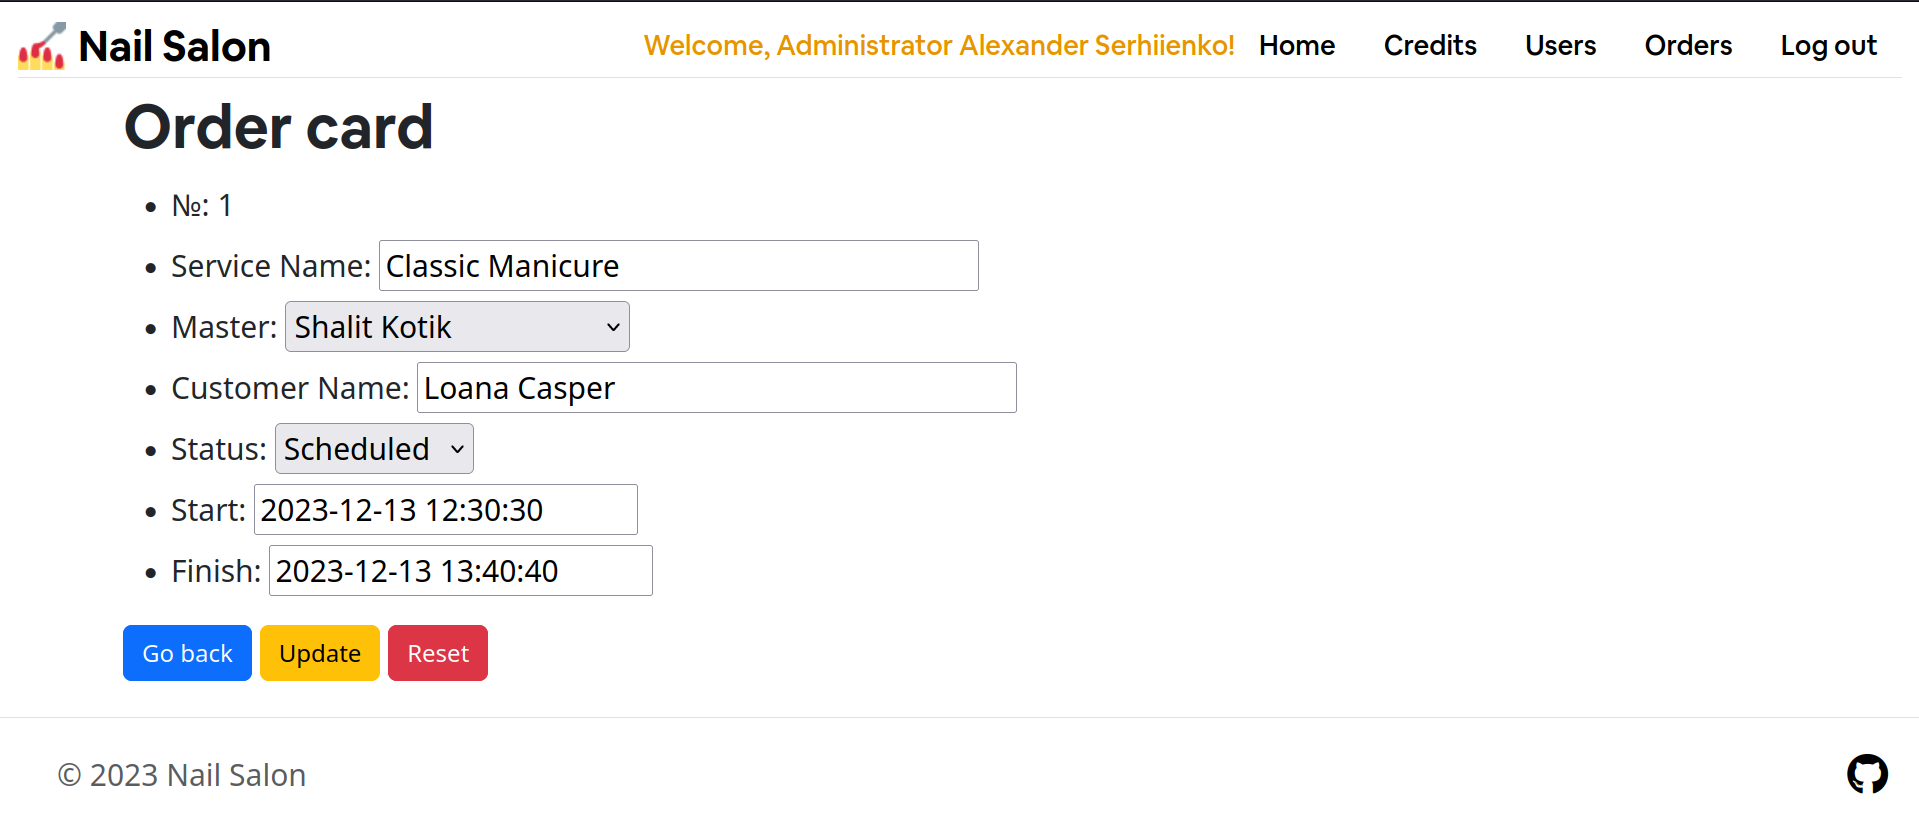 Nail Salon Welcome, Administrator Alexander Serhiienko! Home Credits Users Orders Log out
Order card
№: 1
Service Name: Classic Manicure
Master: Shalit Kotik
Customer Name: Loana Casper
Status: Scheduled
Start: 2023-12-13 12:30:30
Finish: 2023-12-13 13:40:40
Go back Update Reset
© 2023 Nail Salon